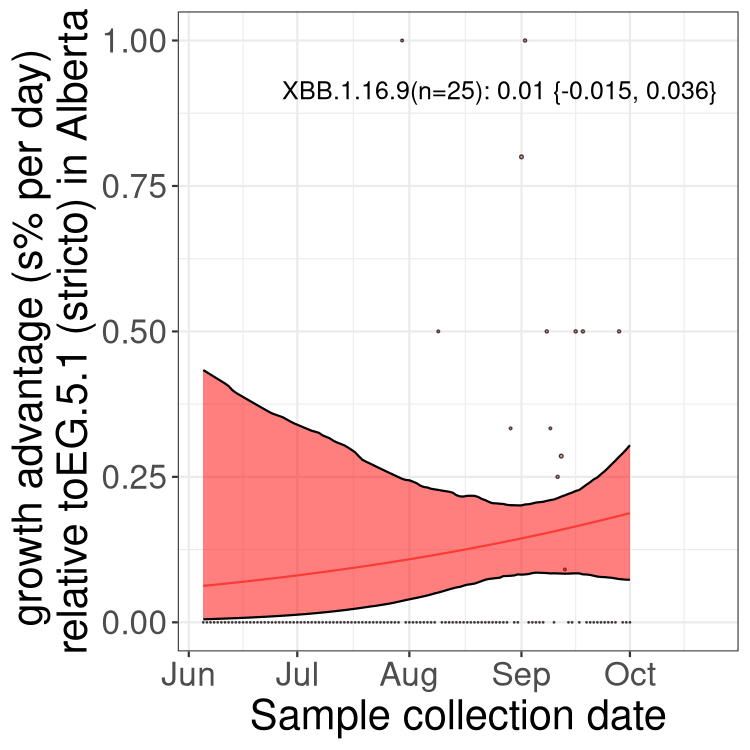 growth advantage (s% per day)
relative toEG.5.1 (stricto) in Alberta
1.00
0.75
0.50
0.25
0.00
XBB.1.16.9(n=25): 0.01 {-0.015, 0.036}
Jun Jul Aug Sep Oct
Sample collection date